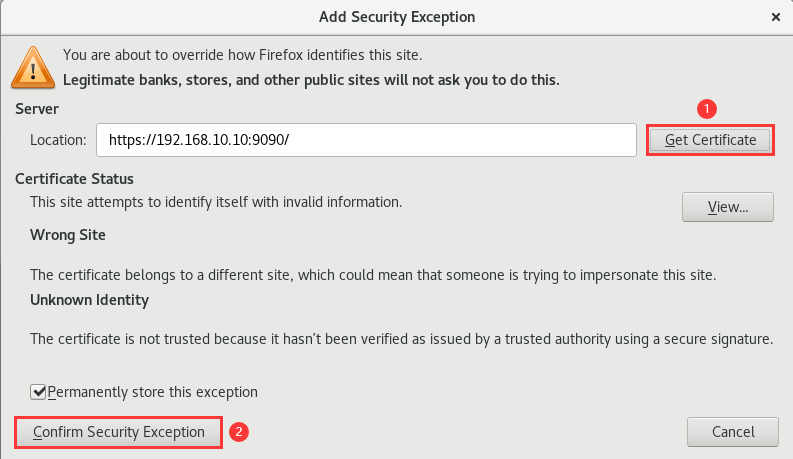 Add Security Exception
You are about to override how Firefox identifies this site.
Legitimate banks, stores, and other public sites will not ask you to do this.
Server
1
Location: https://192.168.10.10:9090/ Get Certificate
Certificate Status
This site attempts to identify itself with invalid information.
View...
Wrong Site
The certificate belongs to a different site, which could mean that someone is trying to impersonate this site.
Unknown Identity
The certificate is not trusted because it hasn’t been verified as issued by a trusted authority using a secure signature.
Permanently store this exception
Confirm Security Exception 2 Cancel